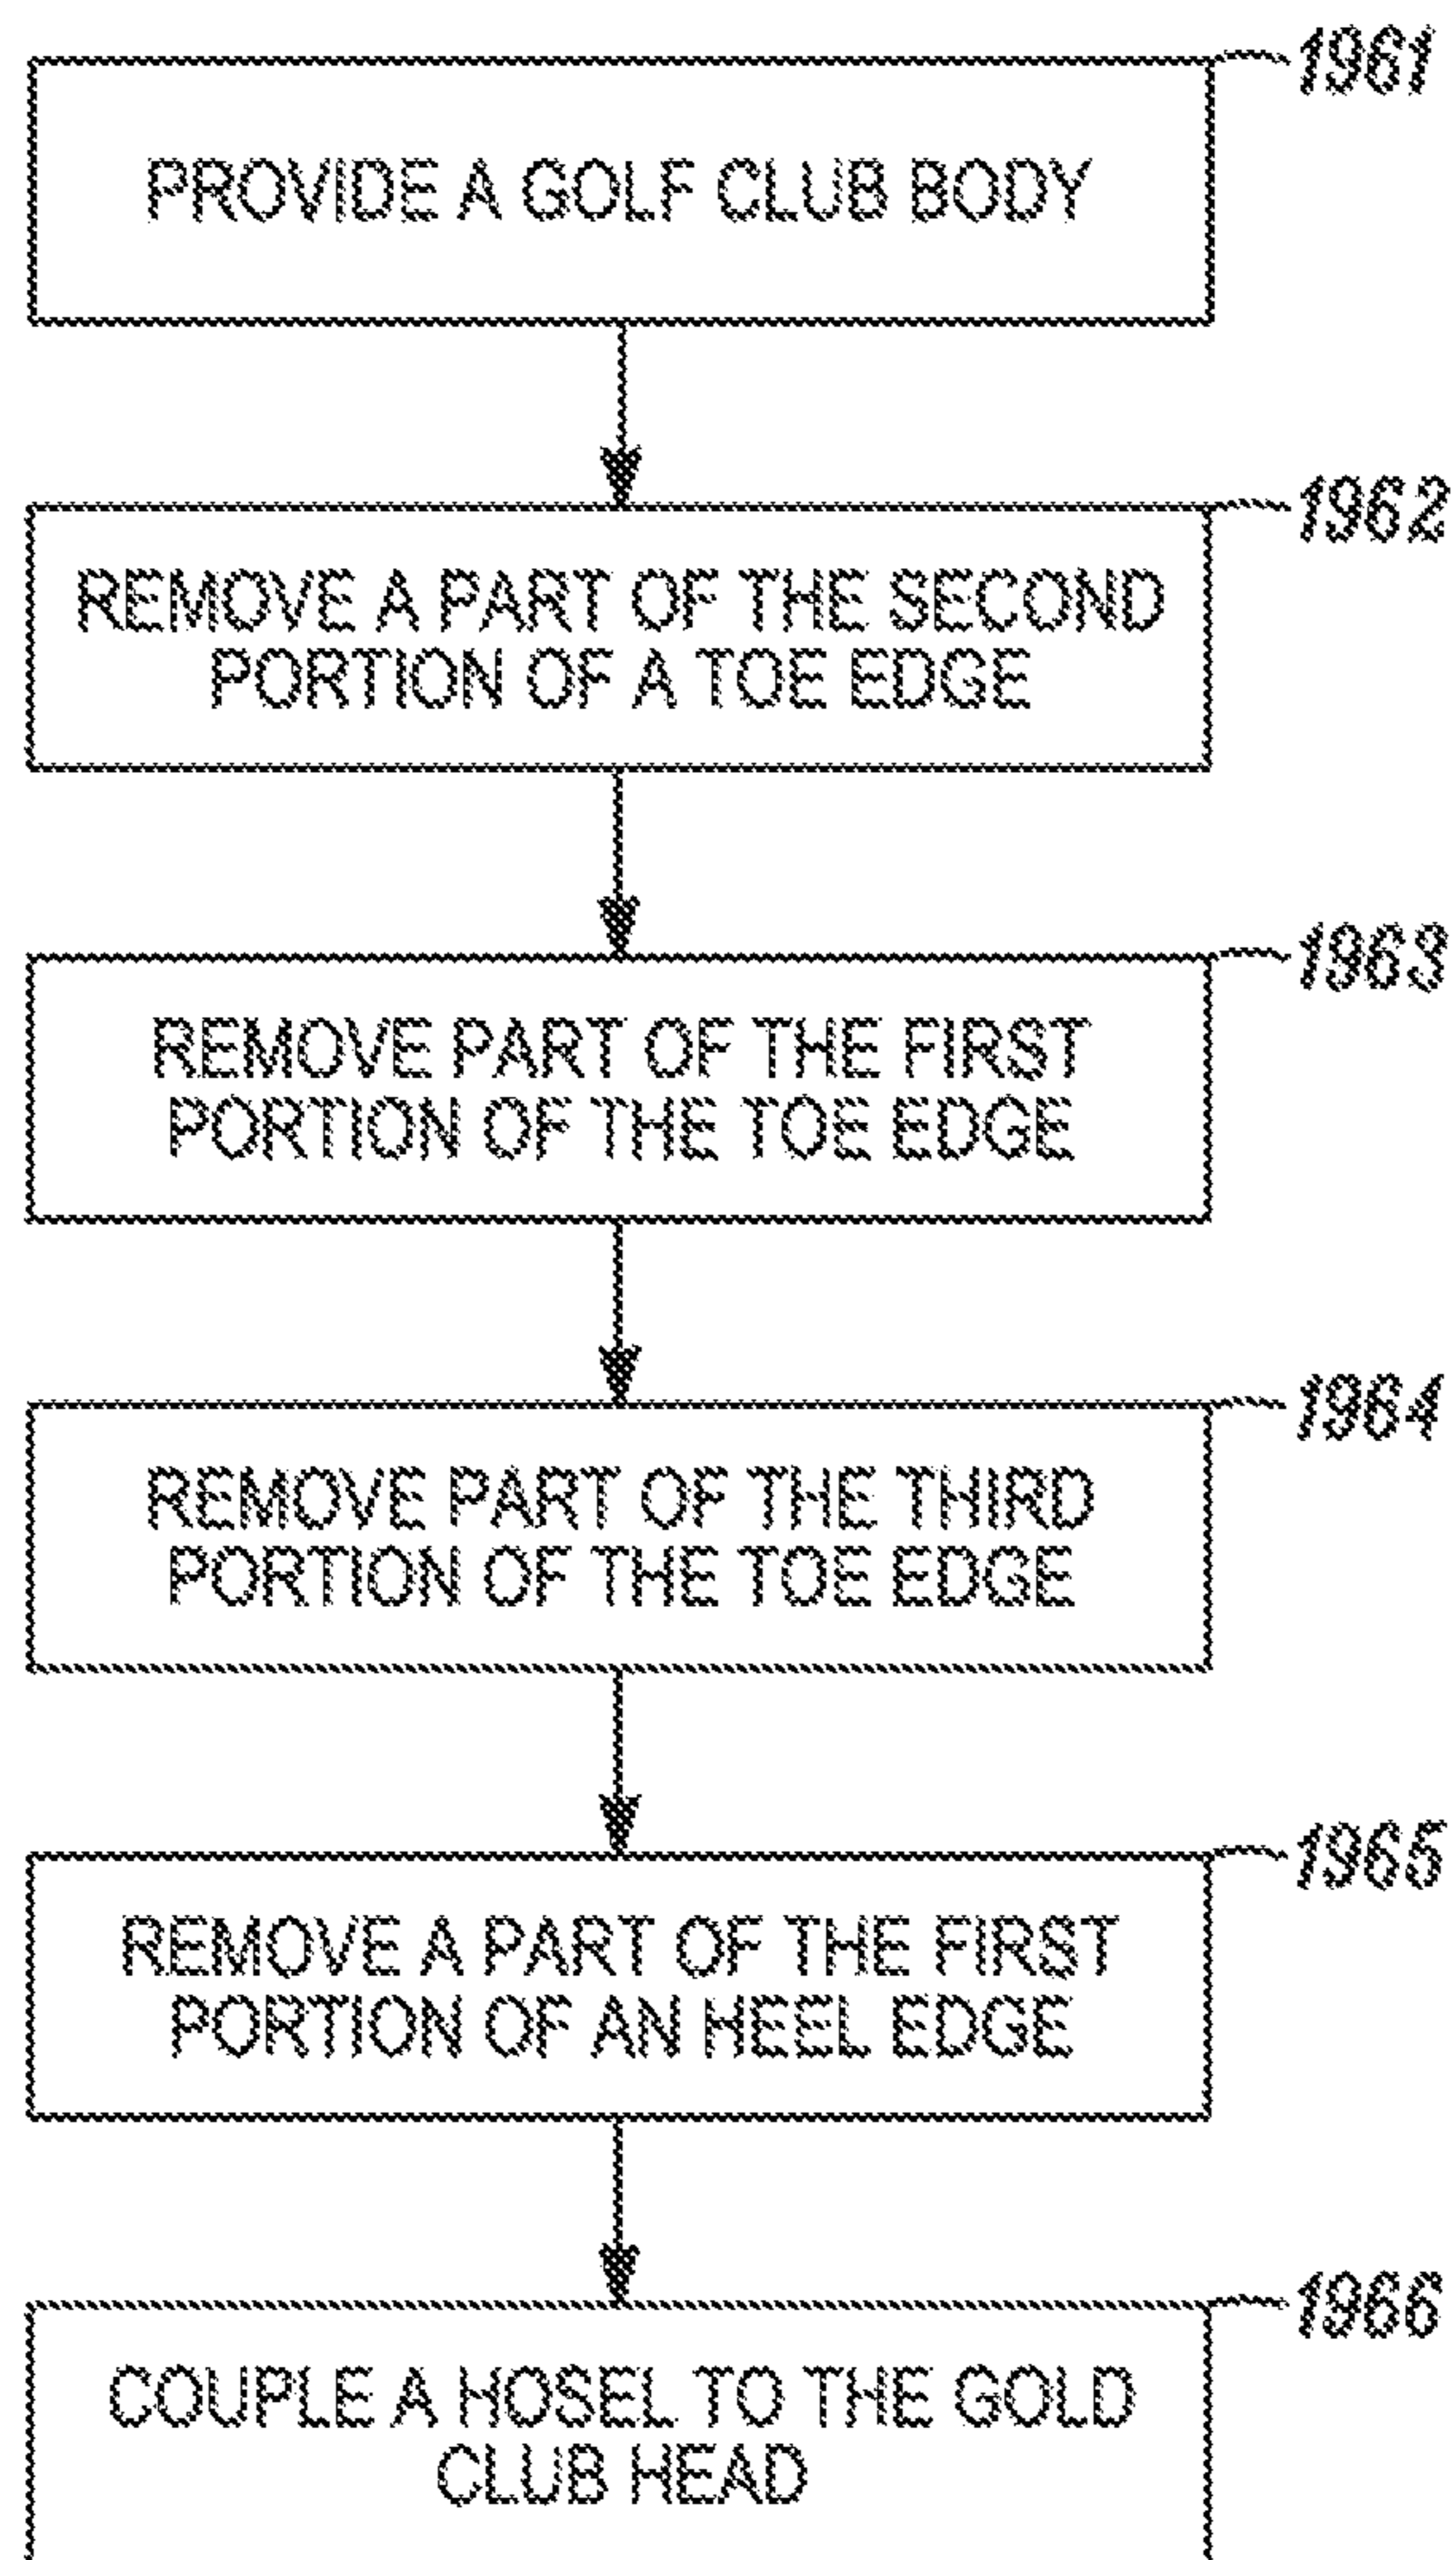 1961
PROVIDE A GOLF CLUB BODY
1962
REMOVE A PART OF THE SECOND
PORTION OF A TOE EDGE
1963
REMOVE PART OF THE FIRST
PORTION OF THE TOE EDGE
1964
REMOVE PART OF THE THIRD
PORTION OF THE TOE EDGE
1965
REMOVE A PART OF THE FIRST
PORTION OF AN HEEL EDGE
1966
COUPLE A HOSEL TO THE GOLD
CLUB HEAD